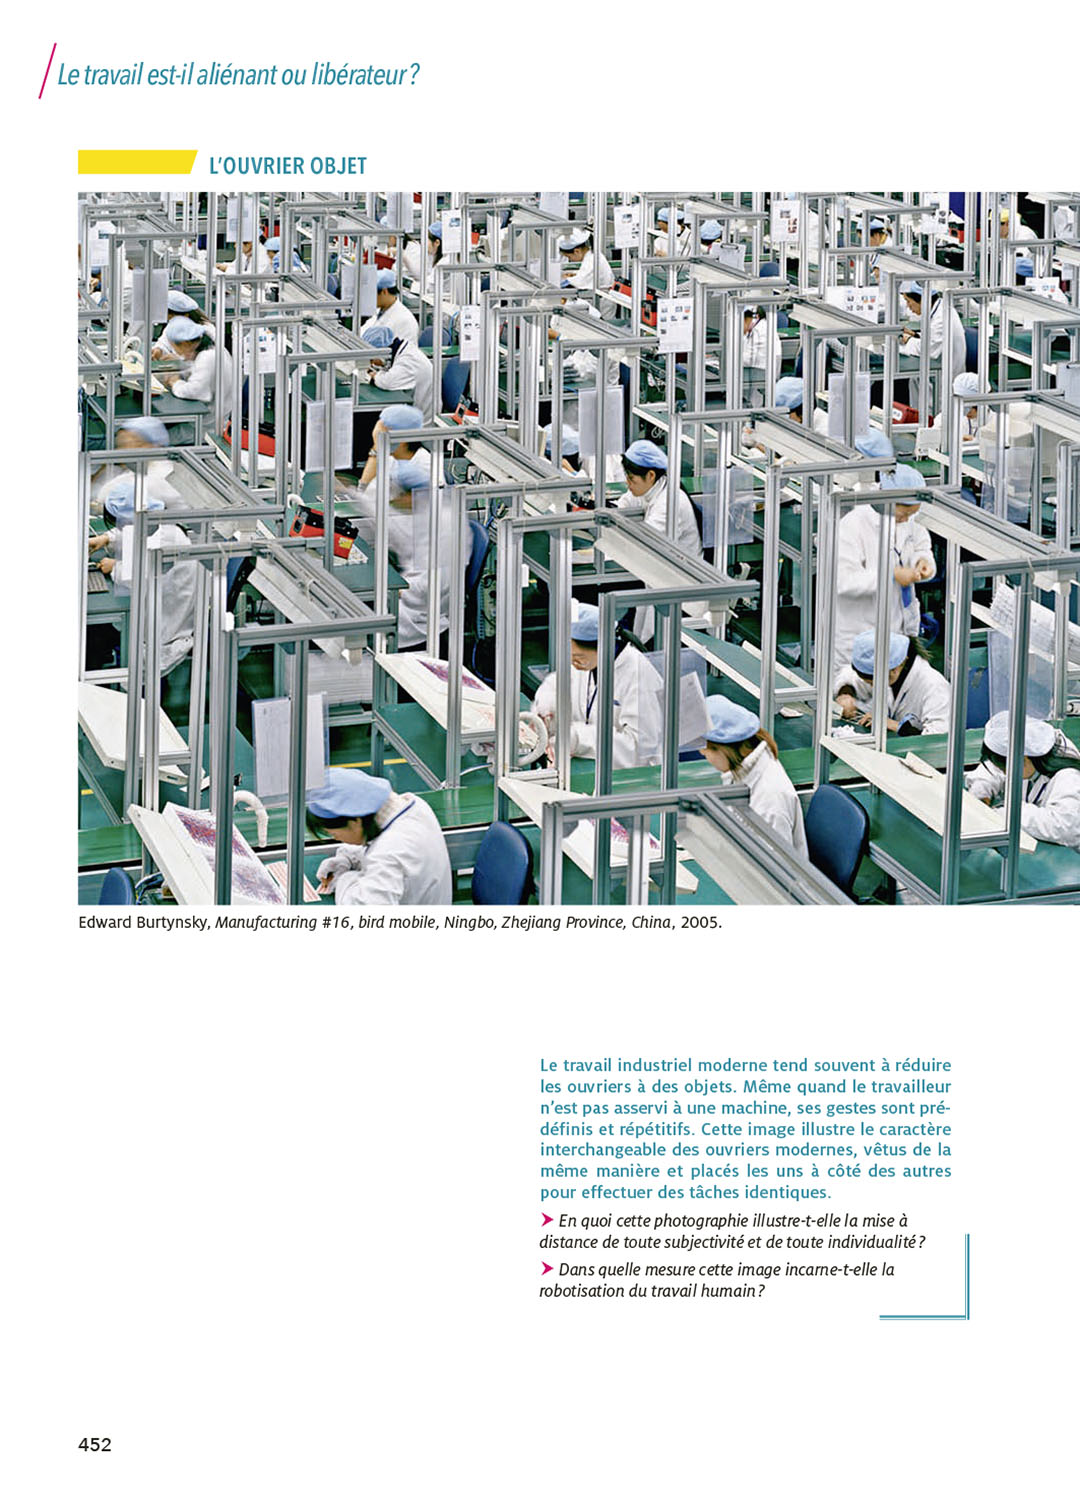 Le travail est-il aliénant ou libérateur ?
L'OUVRIER OBJET
Edward Burtynsky, Manufacturing #16, bird mobile, Ningbo, Zhejiang Province, China, 2005.
Le travail industriel moderne tend souvent à réduire
les ouvriers à des objets. Même quand le travailleur
n'est pas asservi à une machine, ses gestes sont pré-
définis et répétitifs. Cette image illustre le caractère
interchangeable des ouvriers modernes, vêtus de la
même manière et placés les uns à côté des autres
pour effectuer des tâches identiques.
➤ En quoi cette photographie illustre-t-elle la mise à
distance de toute subjectivité et de toute individualité ?
➤ Dans quelle mesure cette image incarne-t-elle la
robotisation du travail humain ?
452